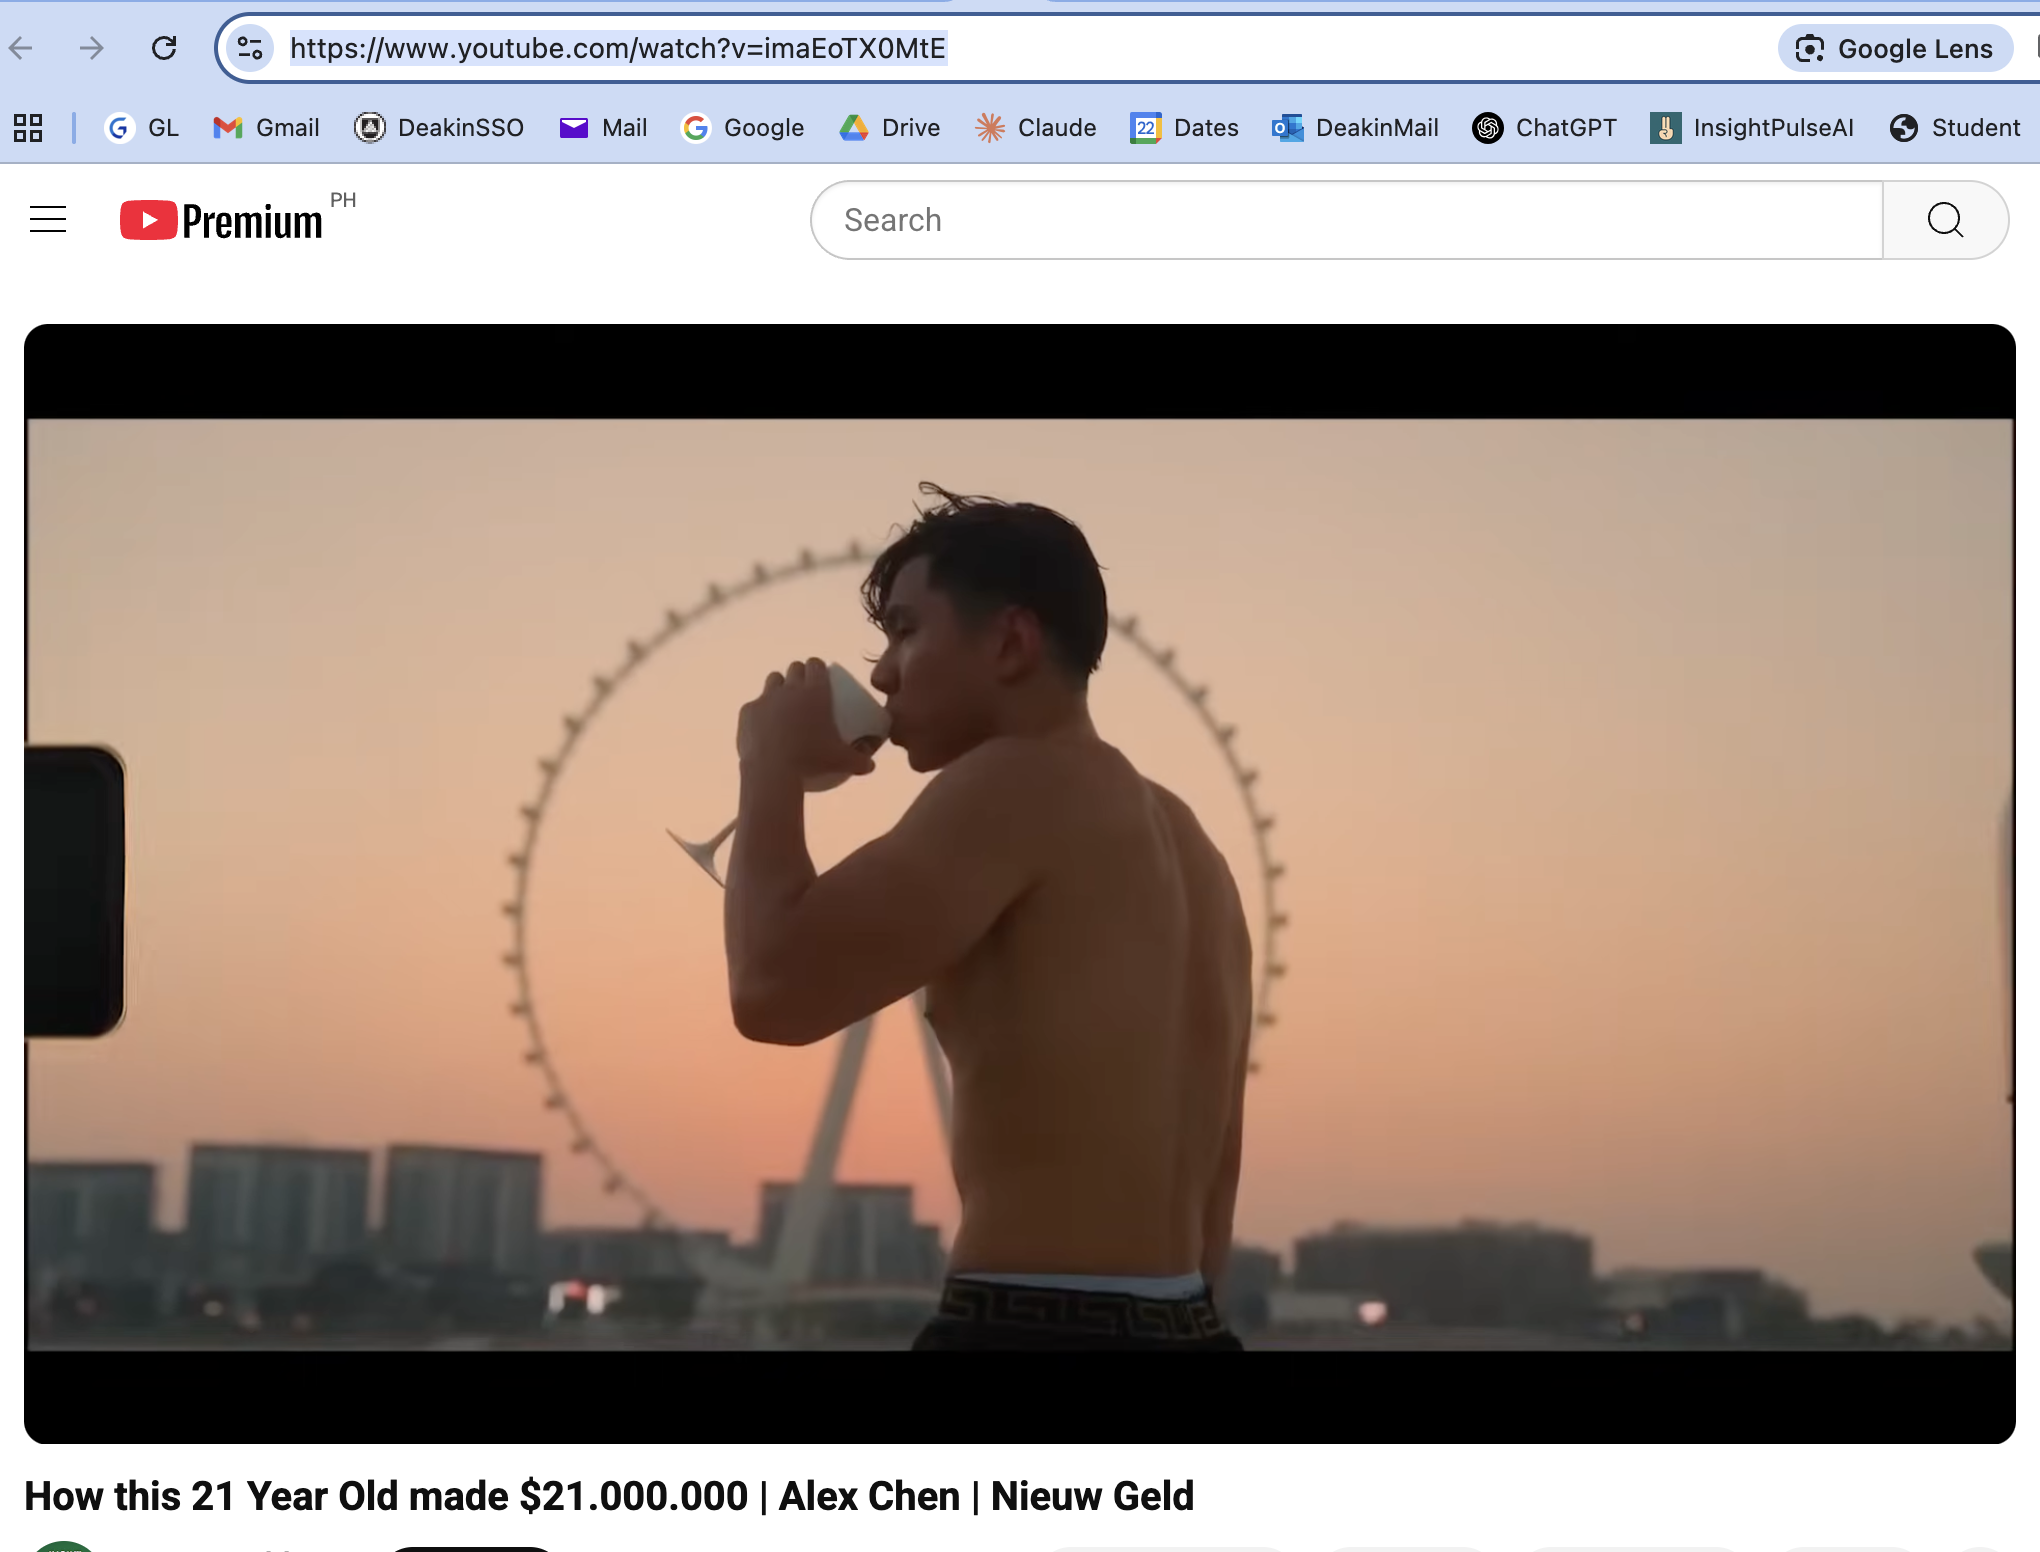 https://www.youtube.com/watch?v=imaEoTX0MtE
Google Lens
GL Gmail DeakinSSO Mail Google Drive Claude 22 Dates DeakinMail ChatGPT InsightPulseAI Student
Premium PH
Search
How this 21 Year Old made $21.000.000 | Alex Chen | Nieuw Geld